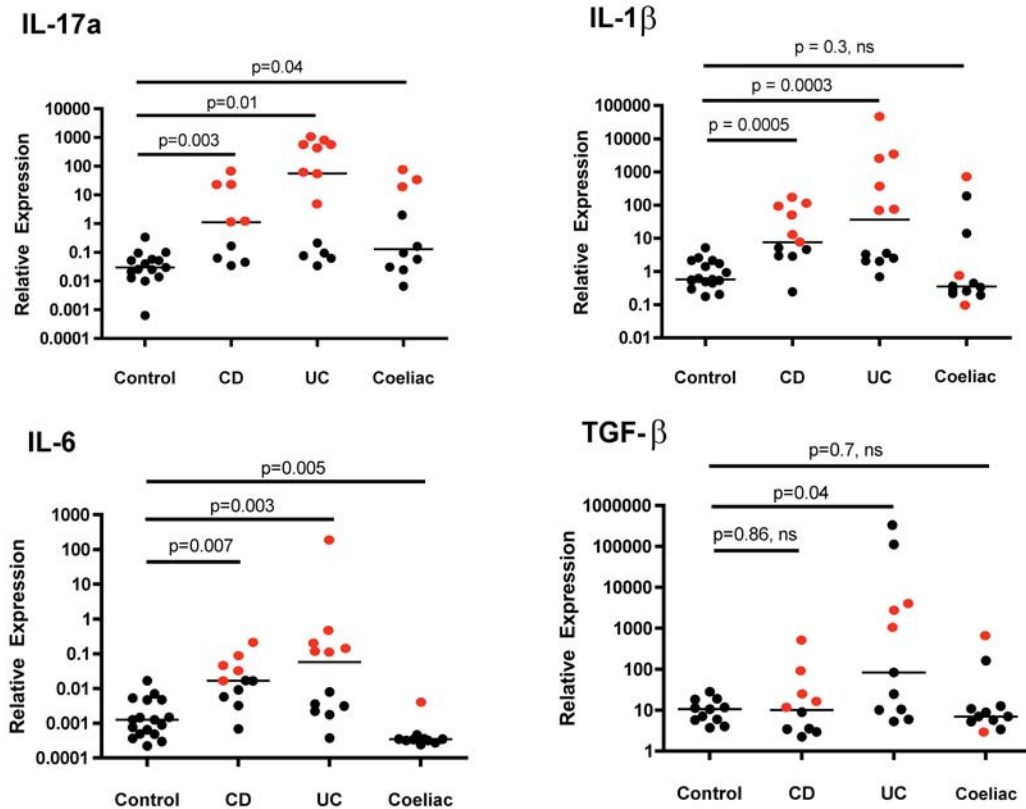 IL-17a
p=0.04
p=0.01
p=0.003
Relative Expression
10000
1000
100
10
1
0.1
0.01
0.001
0.0001
Control CD UC Coeliac
IL-1β
p = 0.3, ns
p = 0.0003
p = 0.0005
Relative Expression
100000
10000
1000
100
10
1
0.1
0.01
Control CD UC Coeliac
IL-6
p=0.005
p=0.003
p=0.007
Relative Expression
1000
100
1
0.1
0.01
0.001
0.0001
Control CD UC Coeliac
TGF-β
p=0.7, ns
p=0.04
p=0.86, ns
Relative Expression
1000000
100000
10000
1000
100
10
1
Control CD UC Coeliac